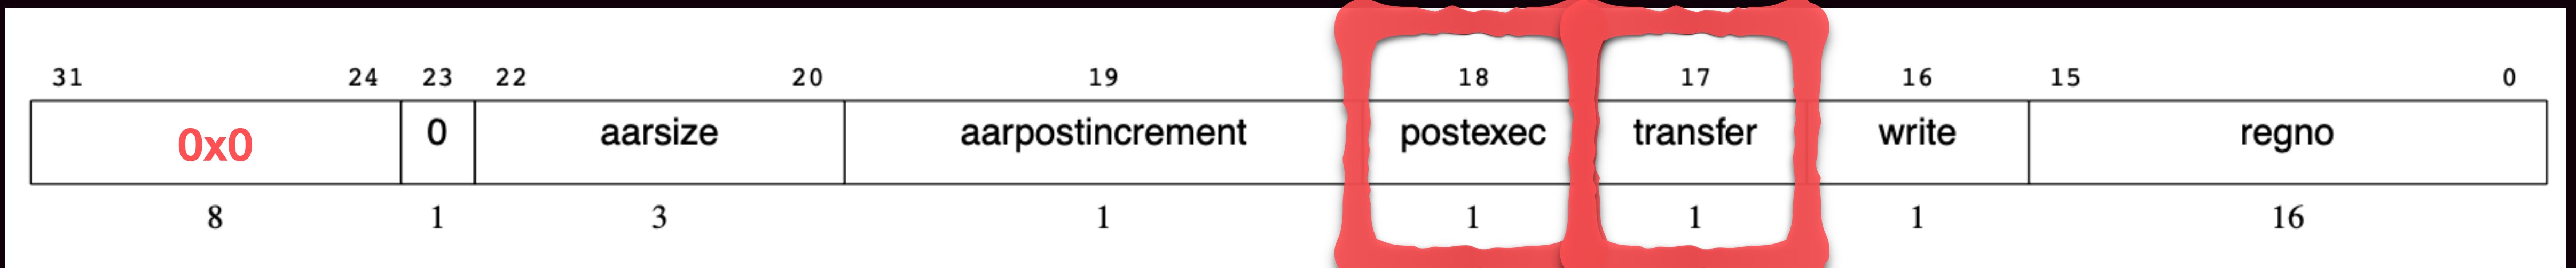 31 24 23 22 20 19 18 17 16 15 0
0x0 0 aarsize aarpostincrement postexec transfer write regno
8 1 3 1 1 1 1 16